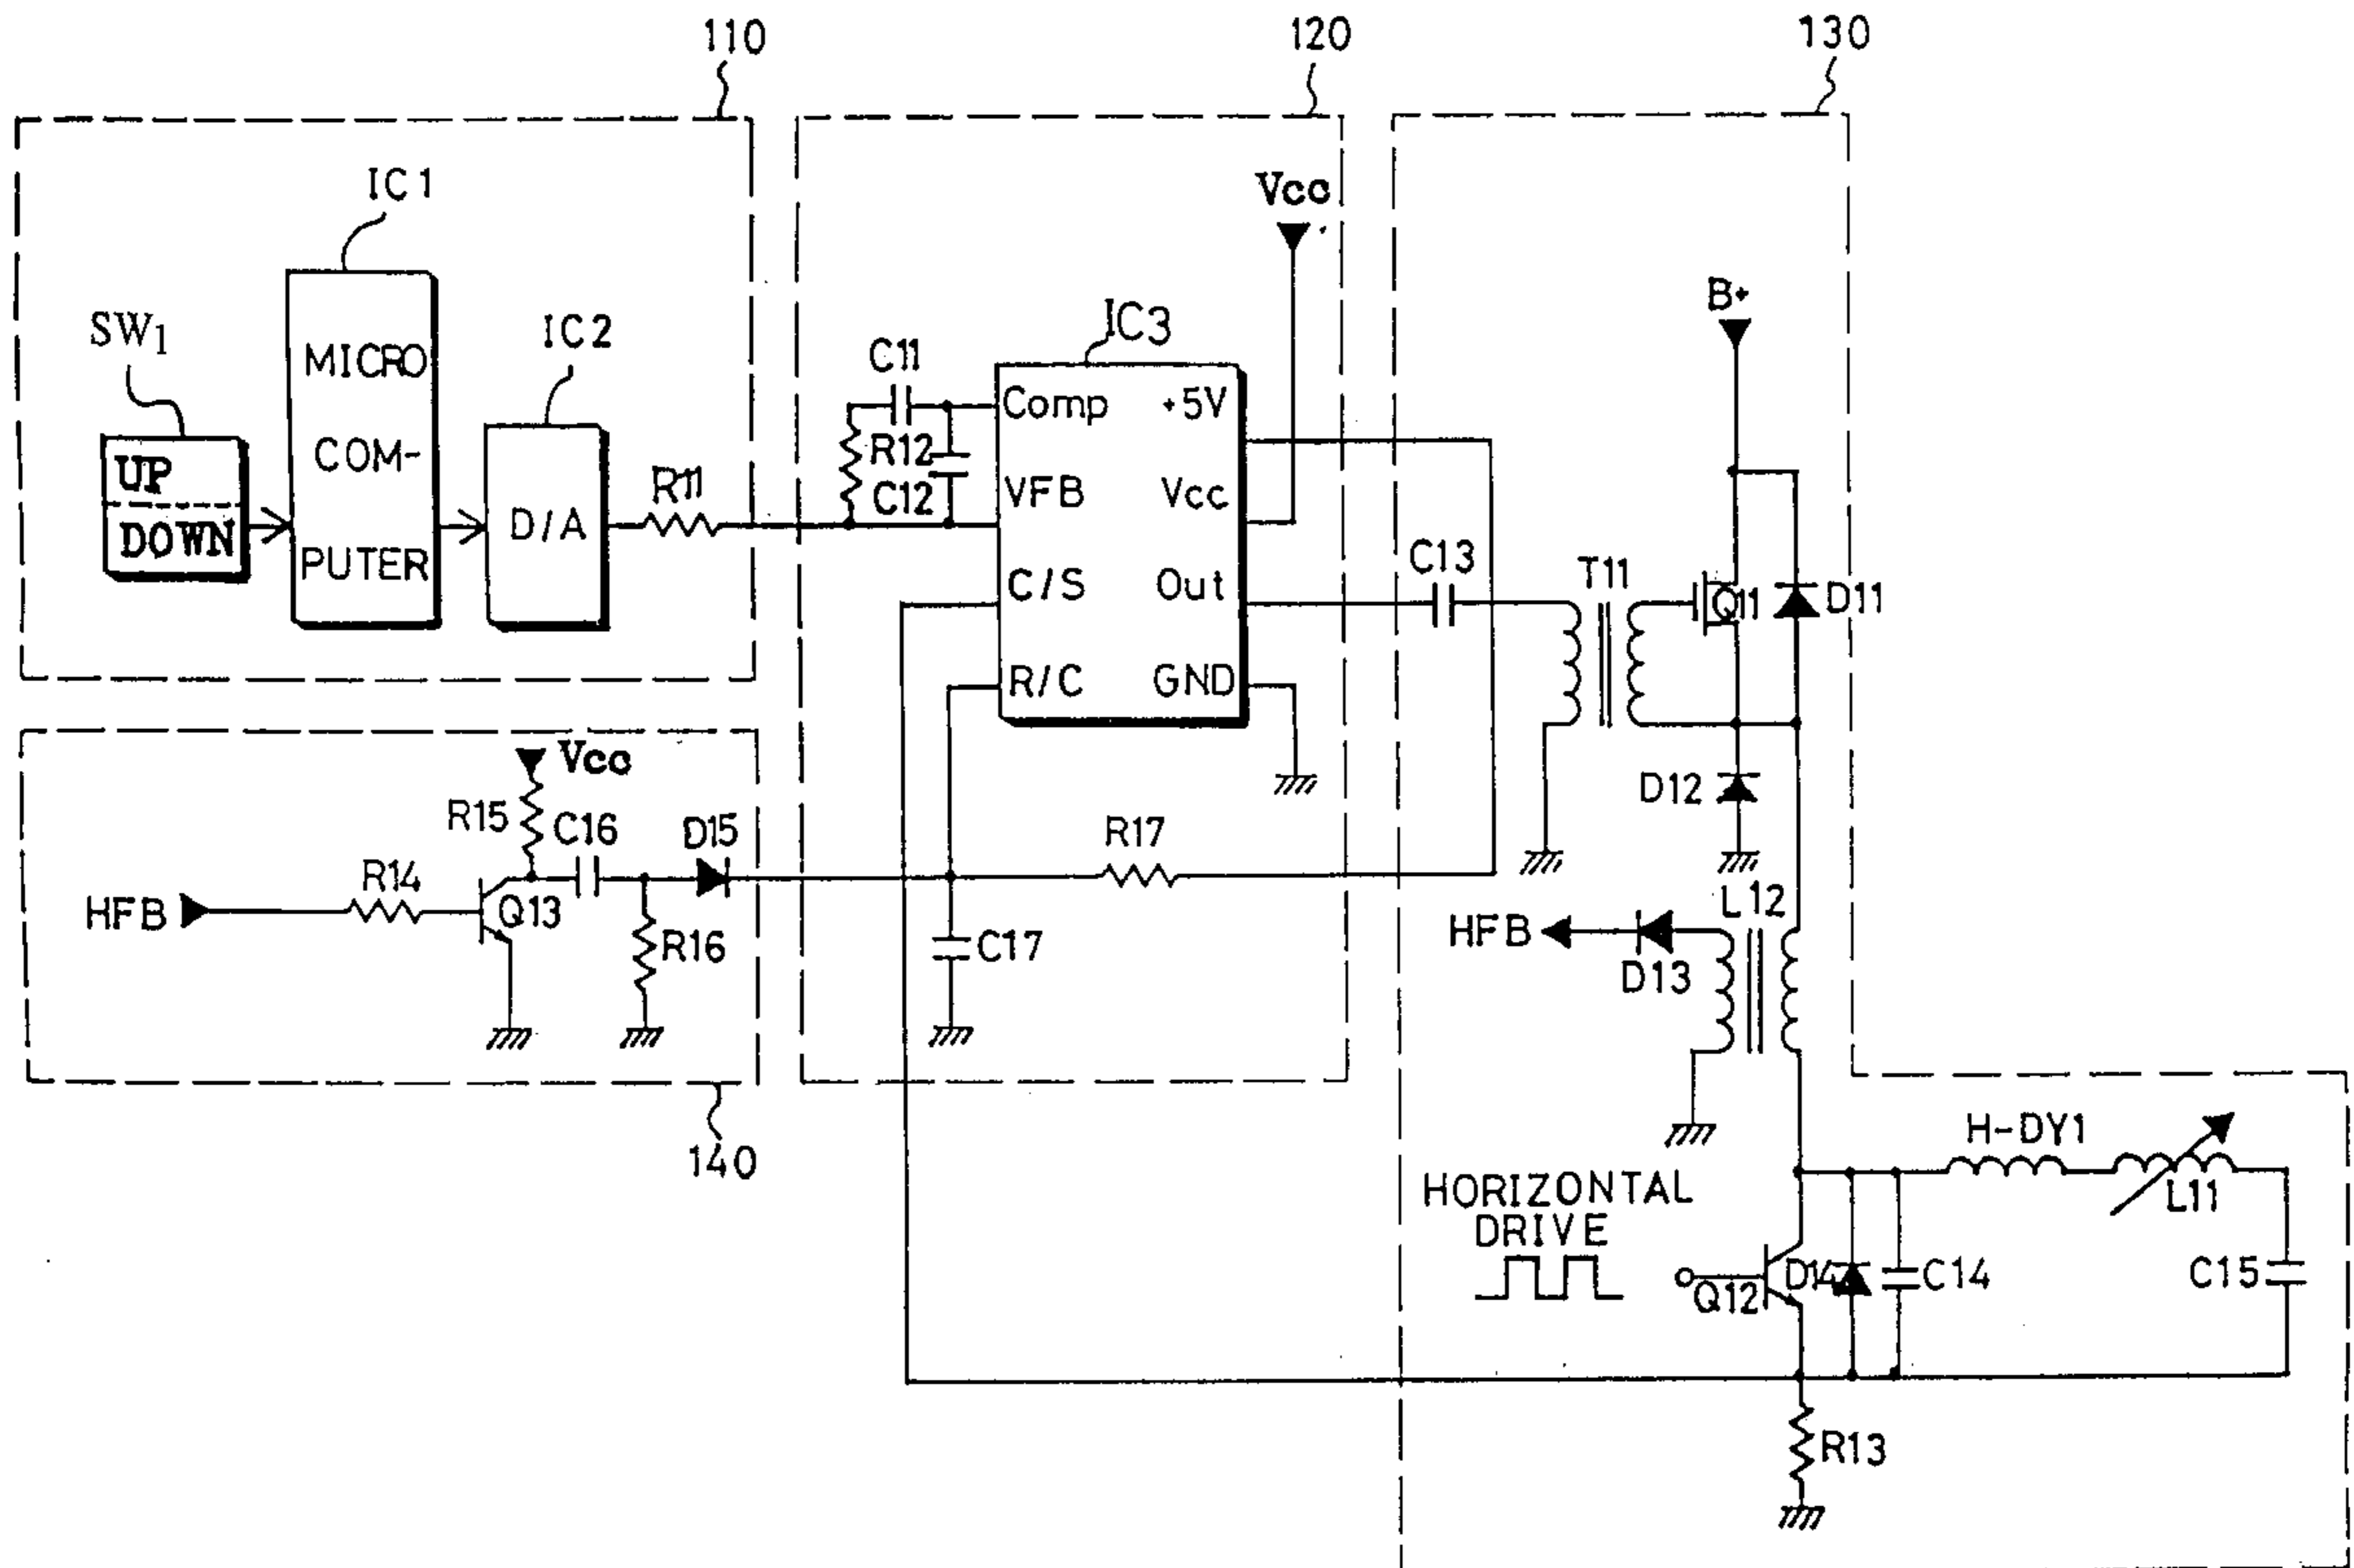 110
120
130
IC1
Vcc
SW1
IC2
IC3
B+
MICRO
COM-
PUTER
UP
DOWN
D/A
R11
C11
R12
C12
Comp
+5V
VFB
Vcc
C/S
Out
R/C
GND
C13
T11
Q11
D11
D12
Vcc
R15
C16
D15
R14
HFB
Q13
R16
R17
C17
L12
HFB
D13
140
H-DY1
L11
HORIZONTAL
DRIVE
Q12
D14
C14
C15
R13